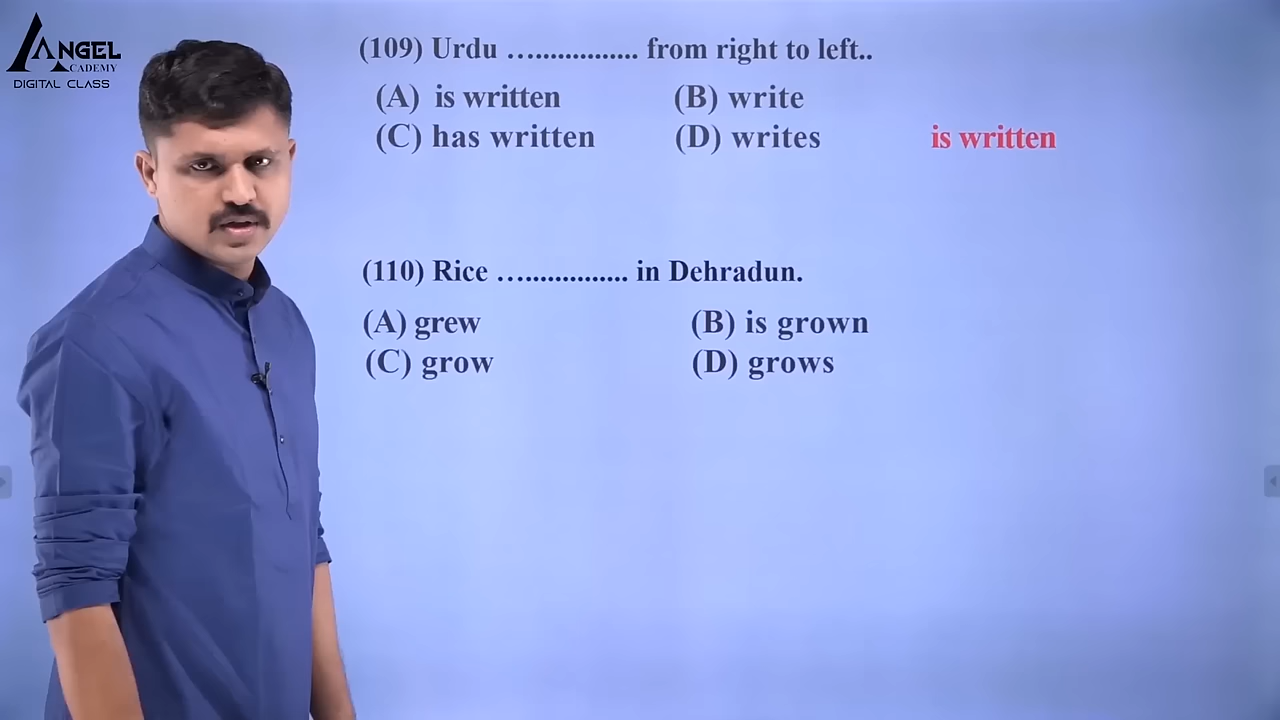 ANGEL
ACADEMY
DIGITAL CLASS
(109) Urdu …............... from right to left..
(A) is written (B) write
(C) has written (D) writes is written
(110) Rice …............... in Dehradun.
(A) grew (B) is grown
(C) grow (D) grows